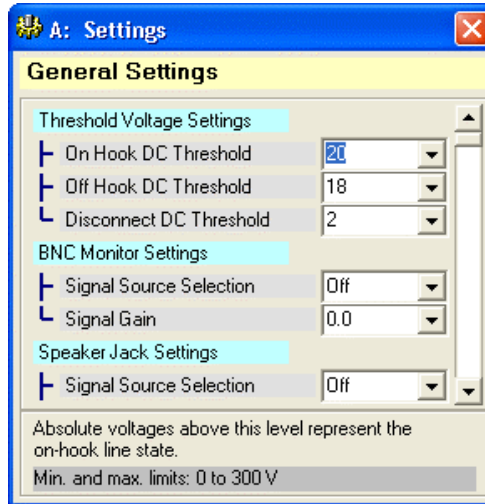 A: Settings
General Settings
Threshold Voltage Settings
On Hook DC Threshold 20
Off Hook DC Threshold 18
Disconnect DC Threshold 2
BNC Monitor Settings
Signal Source Selection Off
Signal Gain 0.0
Speaker Jack Settings
Signal Source Selection Off
Absolute voltages above this level represent the
on-hook line state.
Min. and max. limits: 0 to 300 V